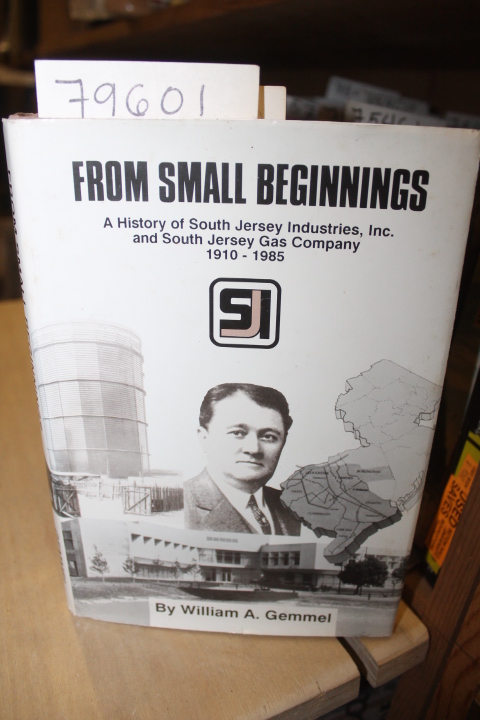 79601
FROM SMALL BEGINNINGS
A History of South Jersey Industries, Inc.
and South Jersey Gas Company
1910 - 1985
SJI
By William A. Gemmel
USED